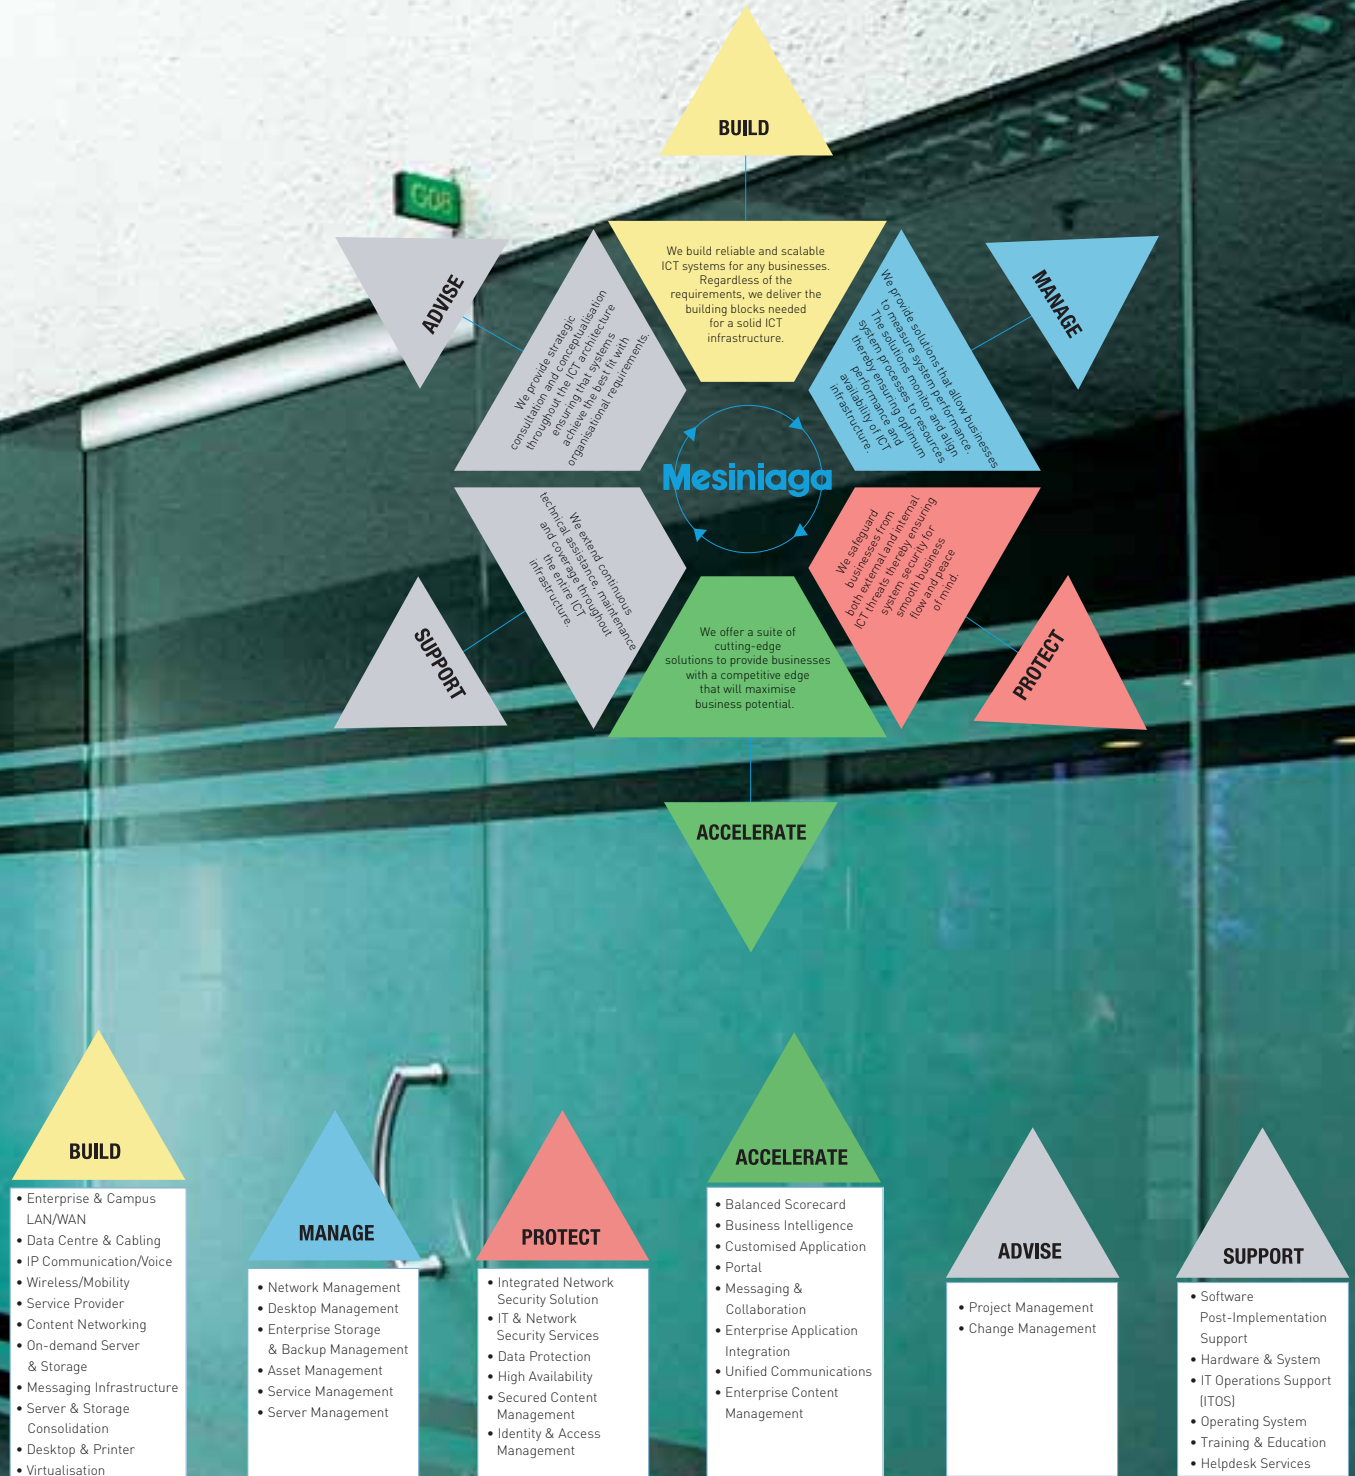 BUILD
G08
ADVISE
MANAGE
We build reliable and scalable
ICT systems for any businesses.
Regardless of the
requirements, we deliver the
building blocks needed
for a solid ICT
infrastructure.
We provide strategic
consultation and conceptualisation
throughout the ICT architecture
ensuring that systems
achieve the best fit with
organisational requirements.
We provide solutions that allow businesses
to measure system performance.
The solutions monitor and align
system processes to resources
thereby ensuring optimum
performance and
availability of ICT
infrastructure.
Mesiniaga
We extend continuous
technical assistance, maintenance
and coverage throughout
the entire ICT
infrastructure.
We safeguard
businesses from
both external and internal
ICT threats thereby ensuring
system security for
smooth business
flow and peace
of mind.
SUPPORT
We offer a suite of
cutting-edge
solutions to provide businesses
with a competitive edge
that will maximise
business potential.
PROTECT
ACCELERATE
BUILD
• Enterprise & Campus
LAN/WAN
• Data Centre & Cabling
• IP Communication/Voice
• Wireless/Mobility
• Service Provider
• Content Networking
• On-demand Server
& Storage
• Messaging Infrastructure
• Server & Storage
Consolidation
• Desktop & Printer
• Virtualisation
MANAGE
• Network Management
• Desktop Management
• Enterprise Storage
& Backup Management
• Asset Management
• Service Management
• Server Management
PROTECT
• Integrated Network
Security Solution
• IT & Network
Security Services
• Data Protection
• High Availability
• Secured Content
Management
• Identity & Access
Management
ACCELERATE
• Balanced Scorecard
• Business Intelligence
• Customised Application
• Portal
• Messaging &
Collaboration
• Enterprise Application
Integration
• Unified Communications
• Enterprise Content
Management
ADVISE
• Project Management
• Change Management
SUPPORT
• Software
Post-Implementation
Support
• Hardware & System
• IT Operations Support
(ITOS)
• Operating System
• Training & Education
• Helpdesk Services